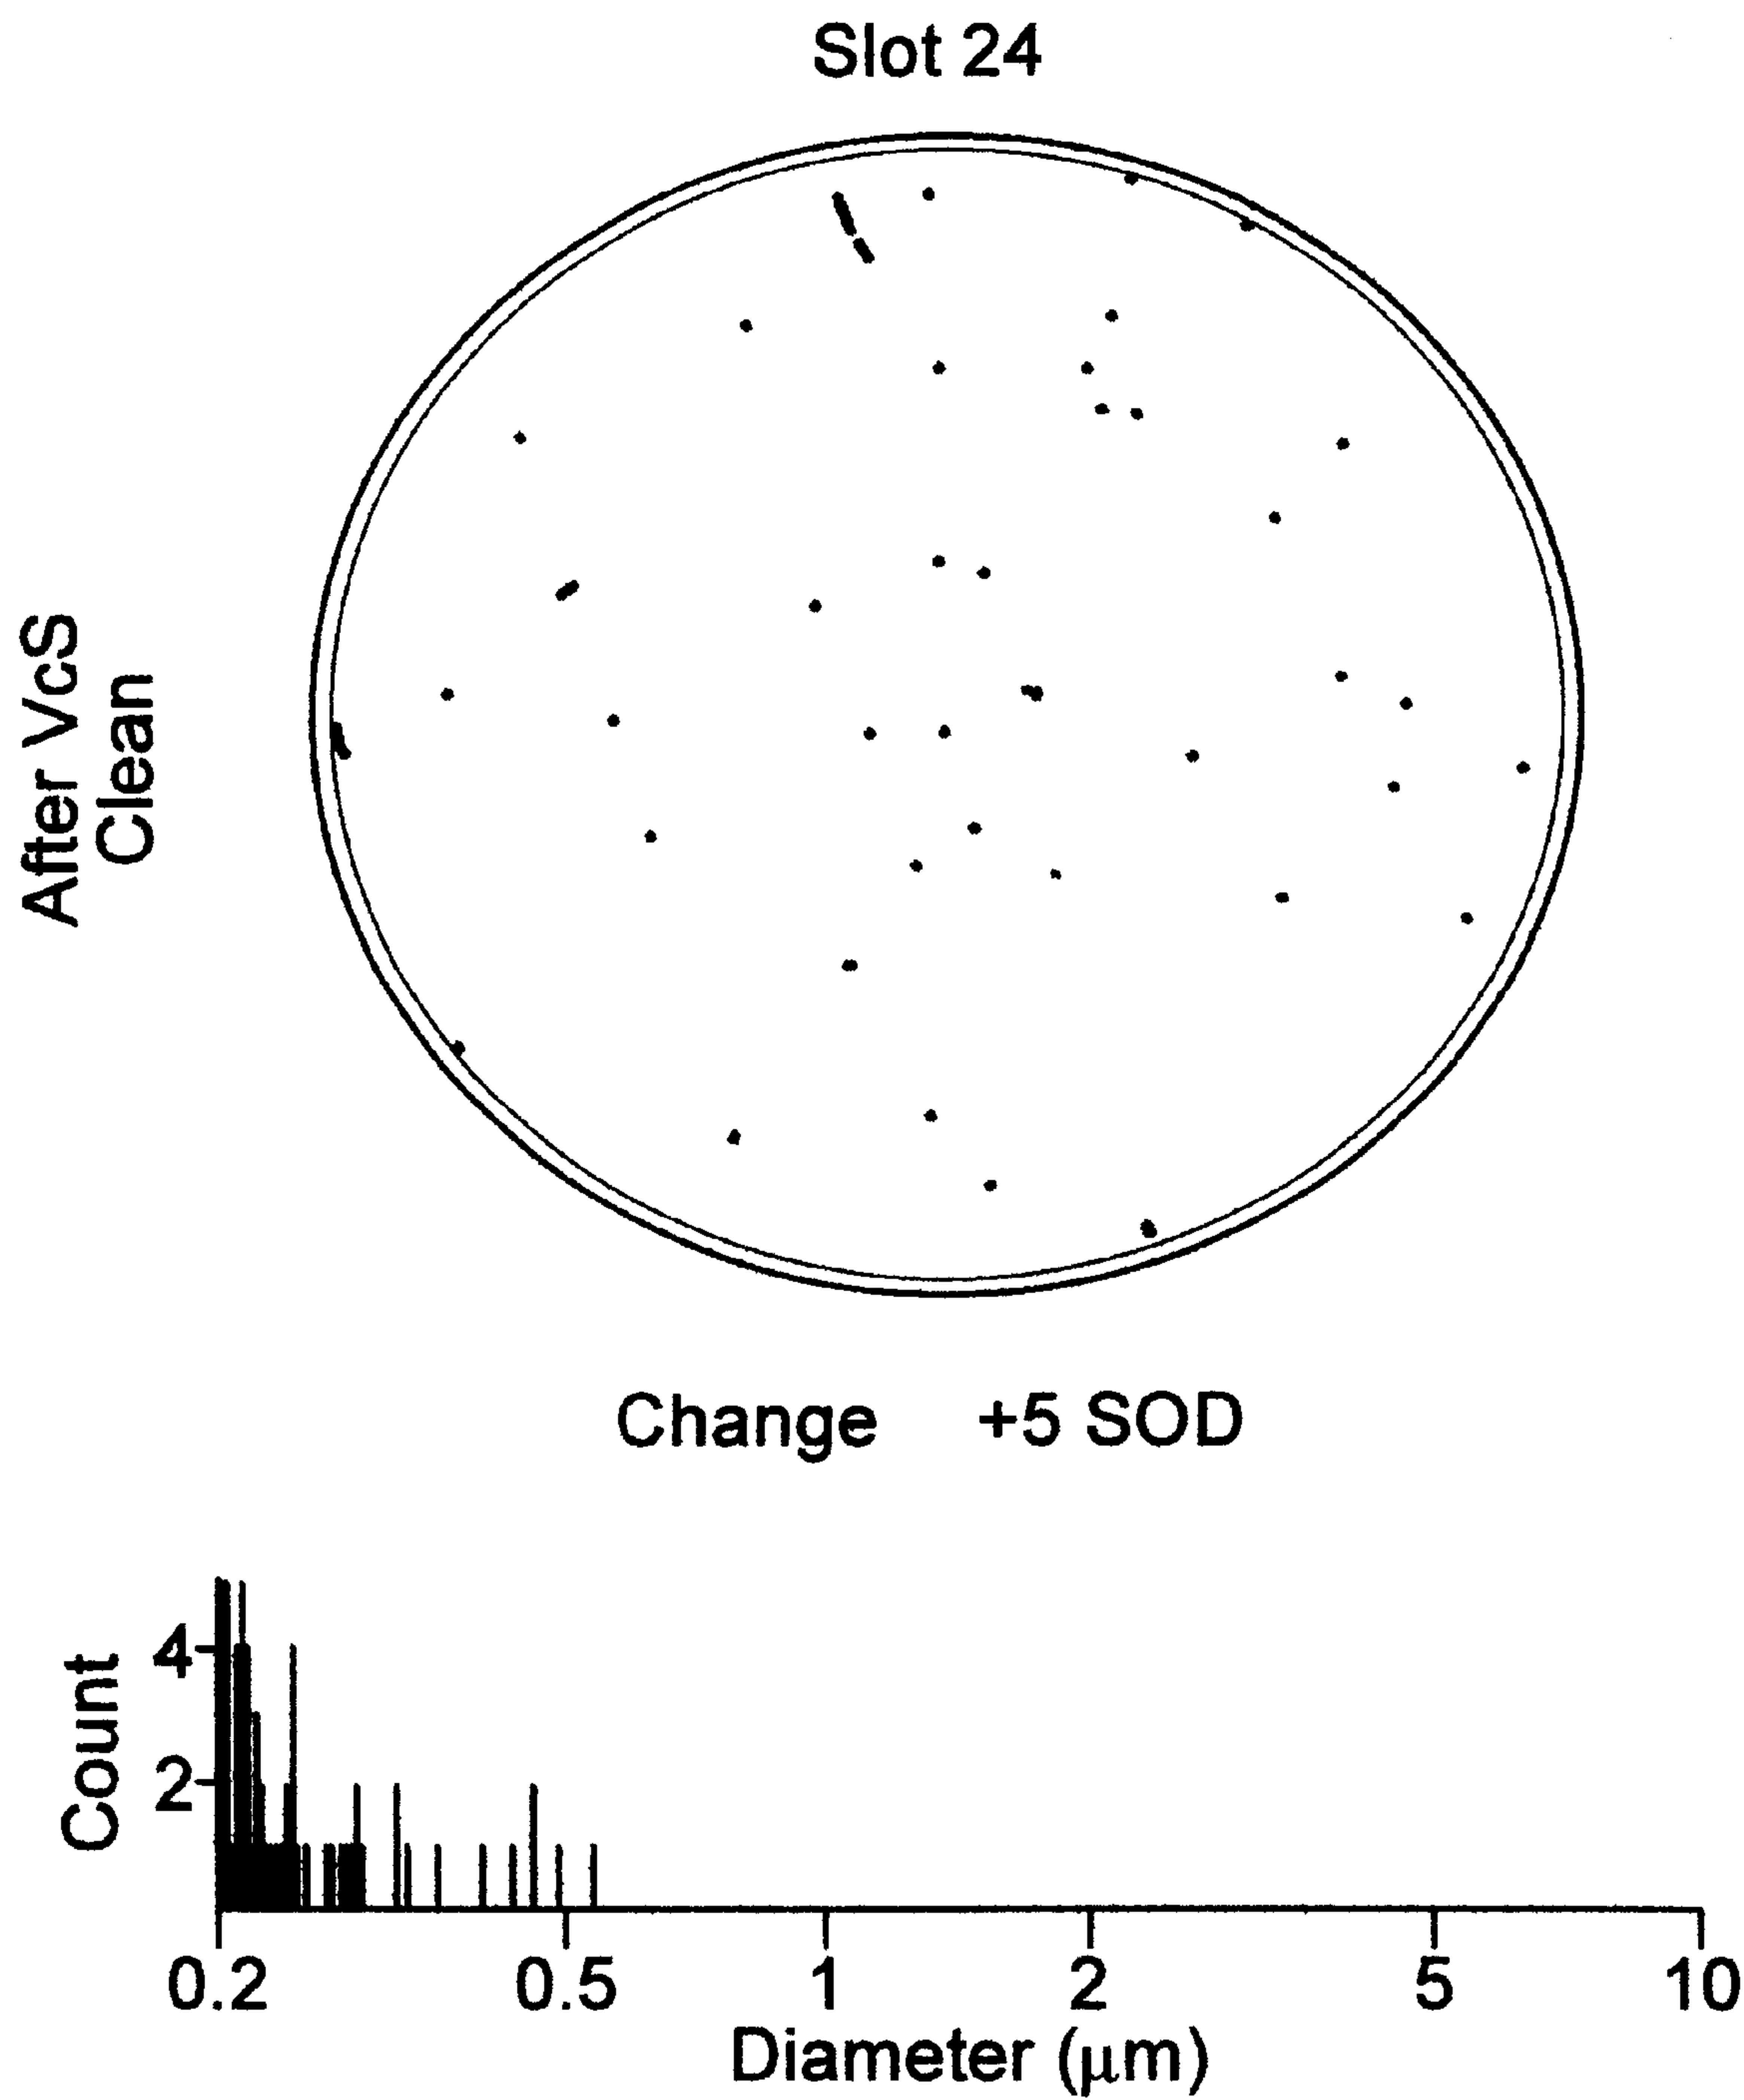 Slot 24
After VcS
Clean
Change +5 SOD
Count
4
2
0.2 0.5 1 2 5 10
Diameter (μm)